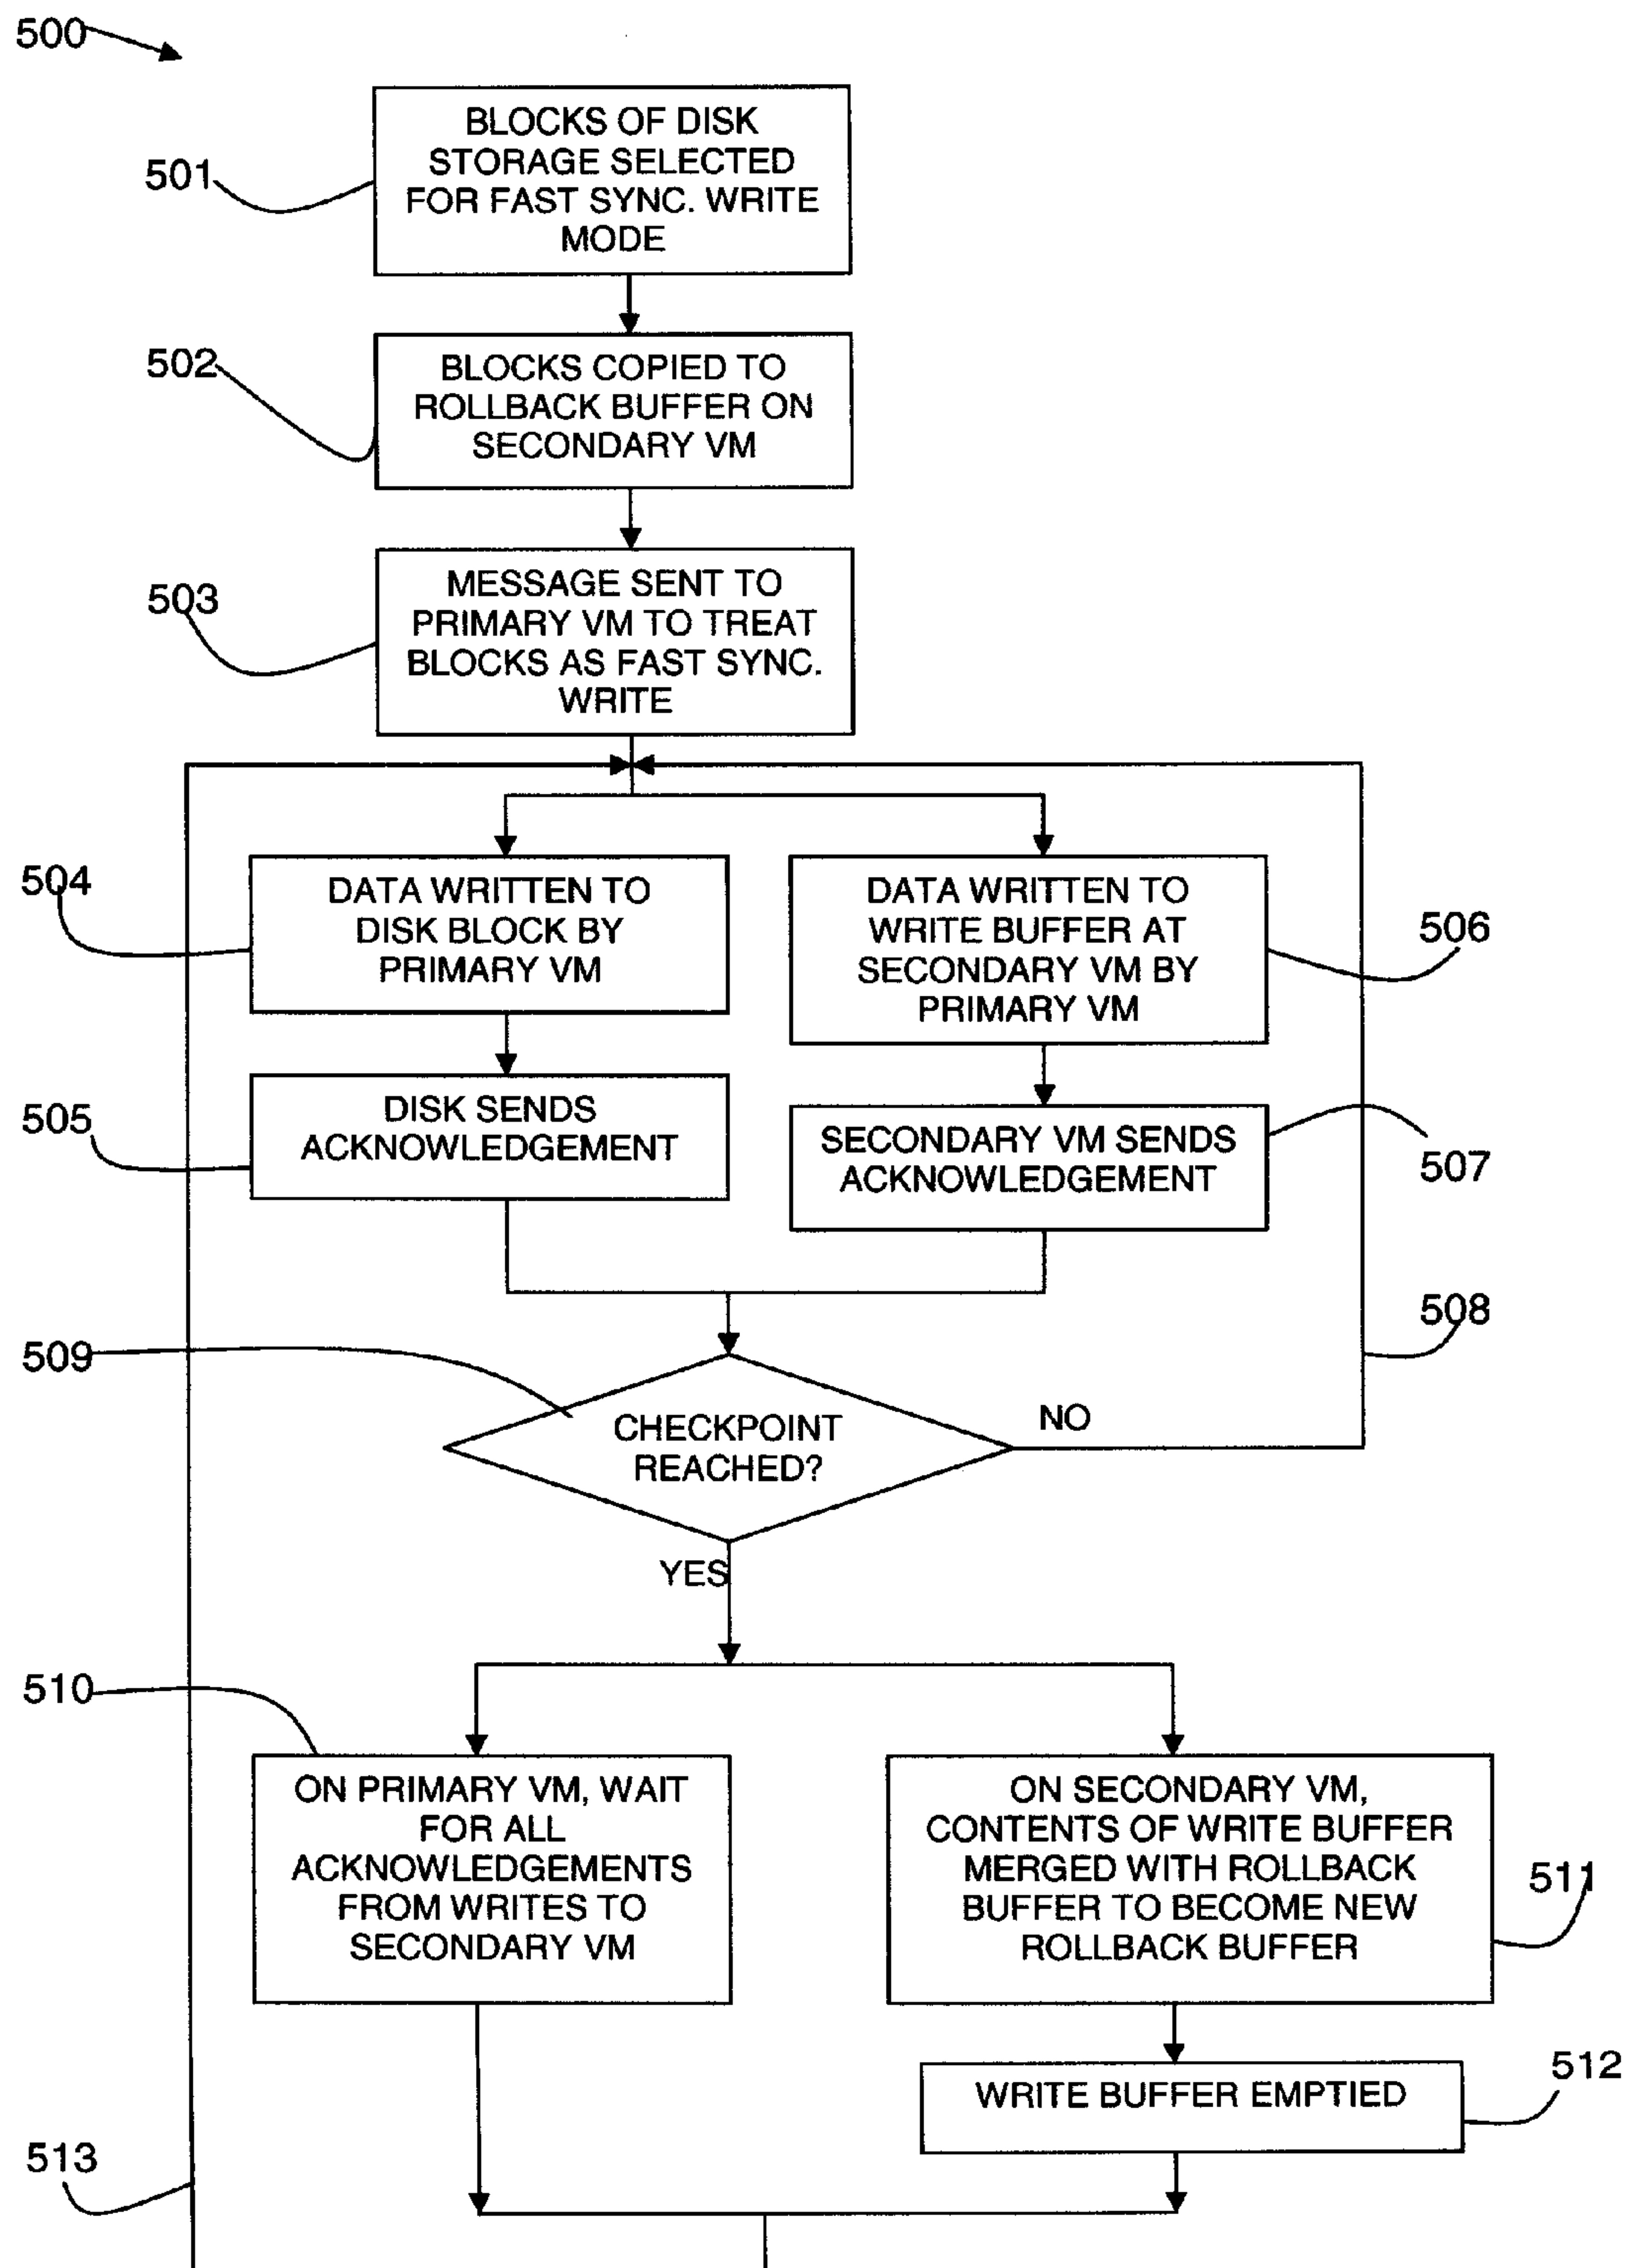 500
501
BLOCKS OF DISK
STORAGE SELECTED
FOR FAST SYNC. WRITE
MODE
502
BLOCKS COPIED TO
ROLLBACK BUFFER ON
SECONDARY VM
503
MESSAGE SENT TO
PRIMARY VM TO TREAT
BLOCKS AS FAST SYNC.
WRITE
504
DATA WRITTEN TO
DISK BLOCK BY
PRIMARY VM
DATA WRITTEN TO
WRITE BUFFER AT
SECONDARY VM BY
PRIMARY VM
506
505
DISK SENDS
ACKNOWLEDGEMENT
SECONDARY VM SENDS
ACKNOWLEDGEMENT
507
508
509
CHECKPOINT
REACHED?
NO
YES
510
ON PRIMARY VM, WAIT
FOR ALL
ACKNOWLEDGEMENTS
FROM WRITES TO
SECONDARY VM
ON SECONDARY VM,
CONTENTS OF WRITE BUFFER
MERGED WITH ROLLBACK
BUFFER TO BECOME NEW
ROLLBACK BUFFER
511
WRITE BUFFER EMPTIED
512
513